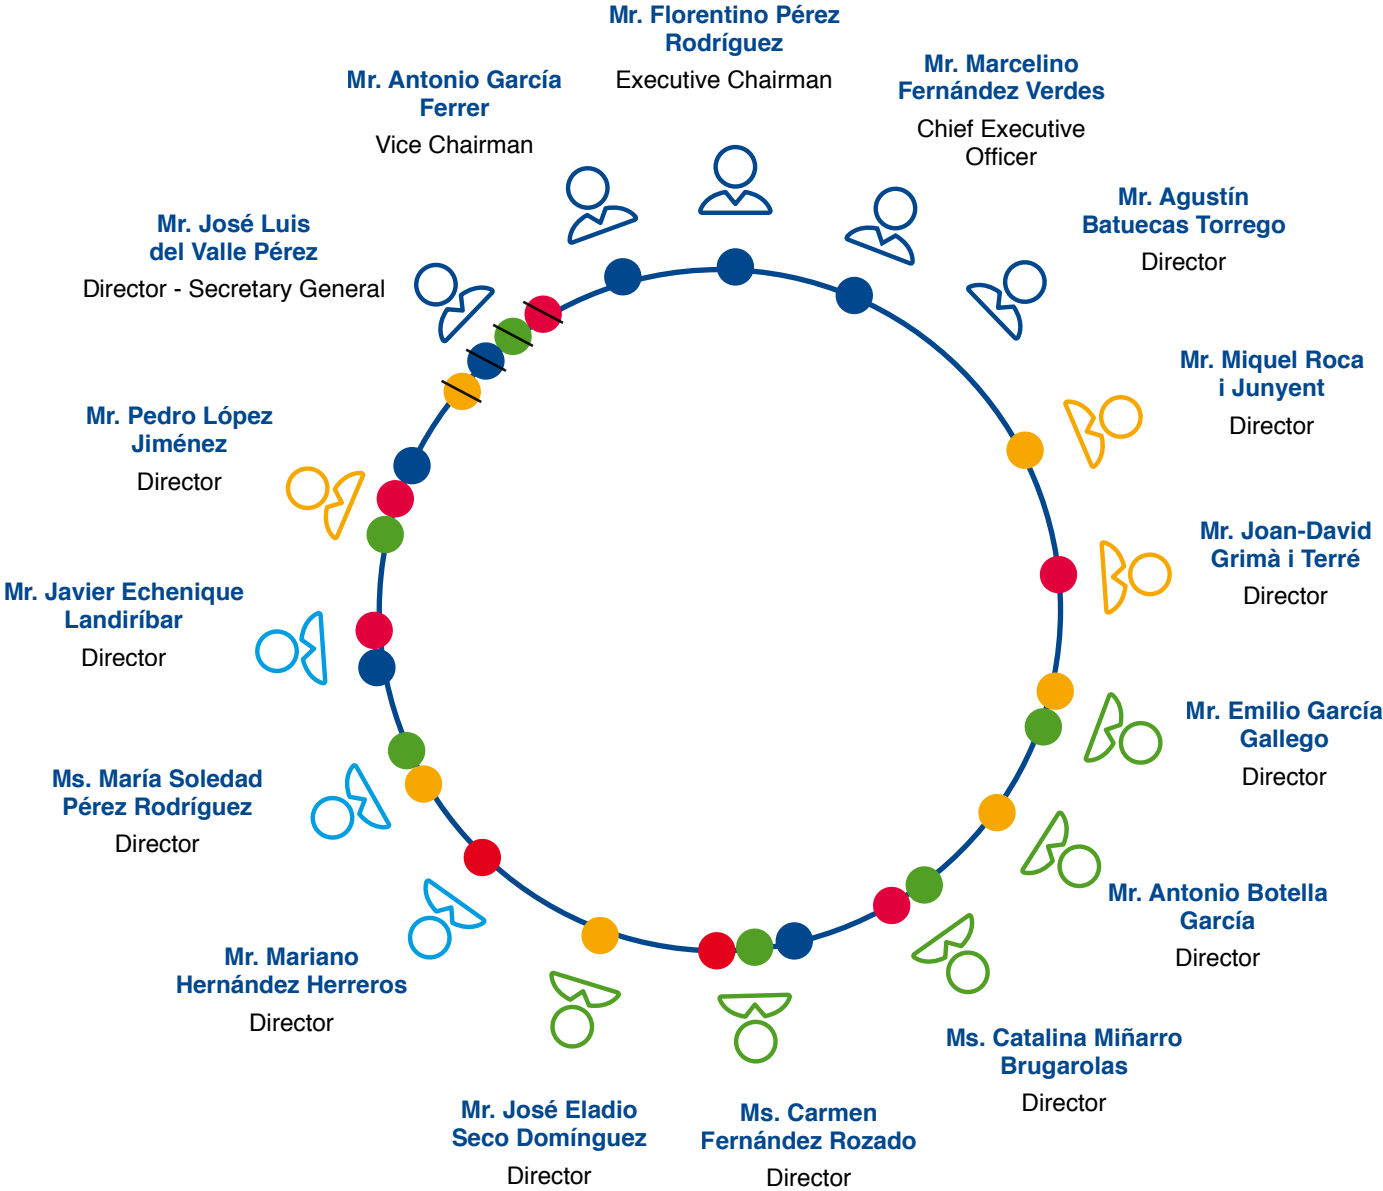 Mr. Florentino Pérez
Rodríguez
Executive Chairman
Mr. Marcelino
Fernández Verdes
Chief Executive
Officer
Mr. Agustín
Batuecas Torrego
Director
Mr. Miquel Roca
i Junyent
Director
Mr. Joan-David
Grimà i Terré
Director
Mr. Emilio García
Gallego
Director
Mr. Antonio Botella
García
Director
Ms. Catalina Miñarro
Brugarolas
Director
Ms. Carmen
Fernández Rozado
Director
Mr. José Eladio
Seco Domínguez
Director
Mr. Mariano
Hernández Herreros
Director
Ms. María Soledad
Pérez Rodríguez
Director
Mr. Javier Echenique
Landiríbar
Director
Mr. Pedro López
Jiménez
Director
Mr. José Luis
del Valle Pérez
Director - Secretary General
Mr. Antonio García
Ferrer
Vice Chairman